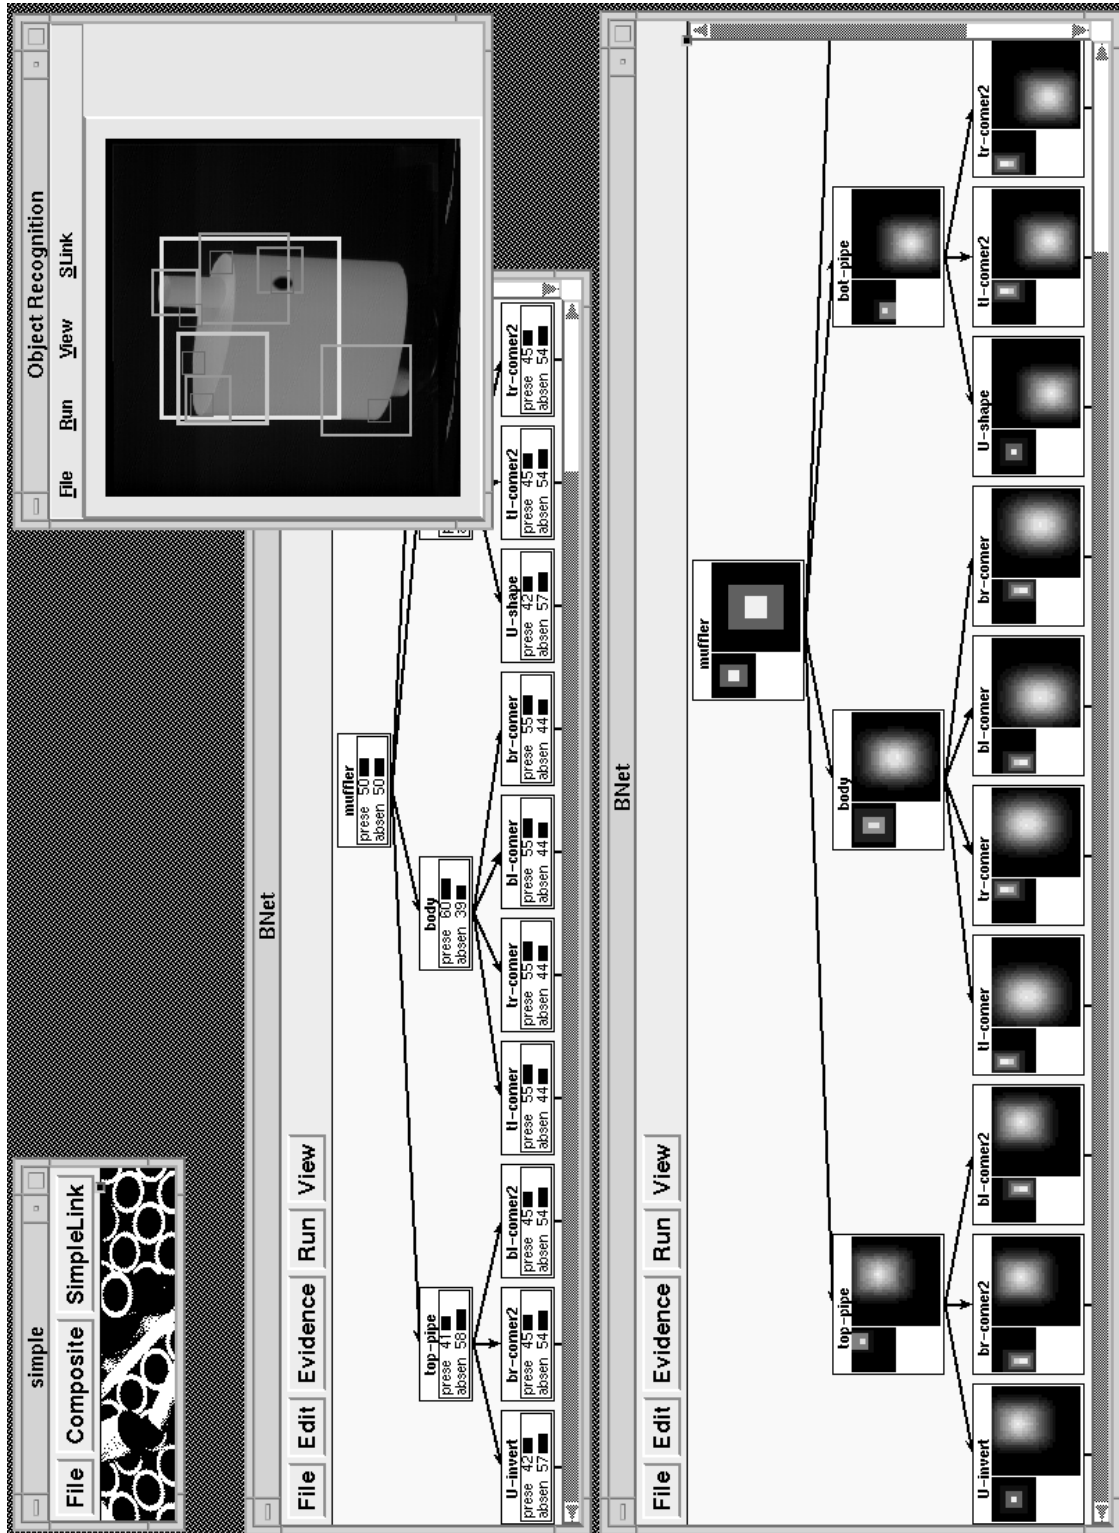 simple
File Composite SimpleLink
Object Recognition
File Run View SLink
BNet
File Edit Evidence Run View
muffler
prese 50
absen 50
top-pipe
prese 41
absen 58
body
prese 60
absen 39
U-invert
prese 42
absen 57
br-corner2
prese 45
absen 54
bl-corner2
prese 45
absen 54
tl-corner
prese 55
absen 44
tr-corner
prese 55
absen 44
bl-corner
prese 55
absen 44
br-corner
prese 55
absen 44
U-shape
prese 42
absen 57
tl-corner2
prese 45
absen 54
tr-corner2
prese 45
absen 54
BNet
File Edit Evidence Run View
muffler
top-pipe
body
bot-pipe
U-invert
br-corner2
bl-corner2
tl-corner
tr-corner
bl-corner
br-corner
U-shape
tl-corner2
tr-corner2